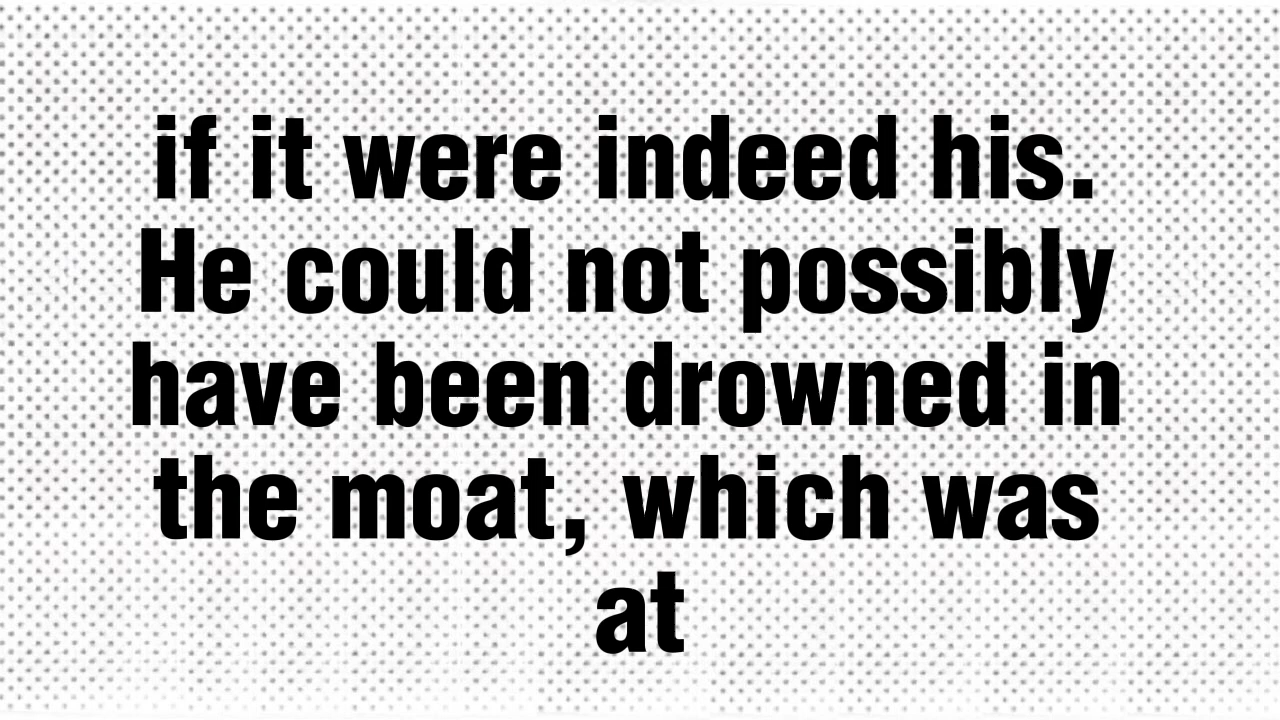 if it were indeed his.
He could not possibly
have been drowned in
the moat, which was
at